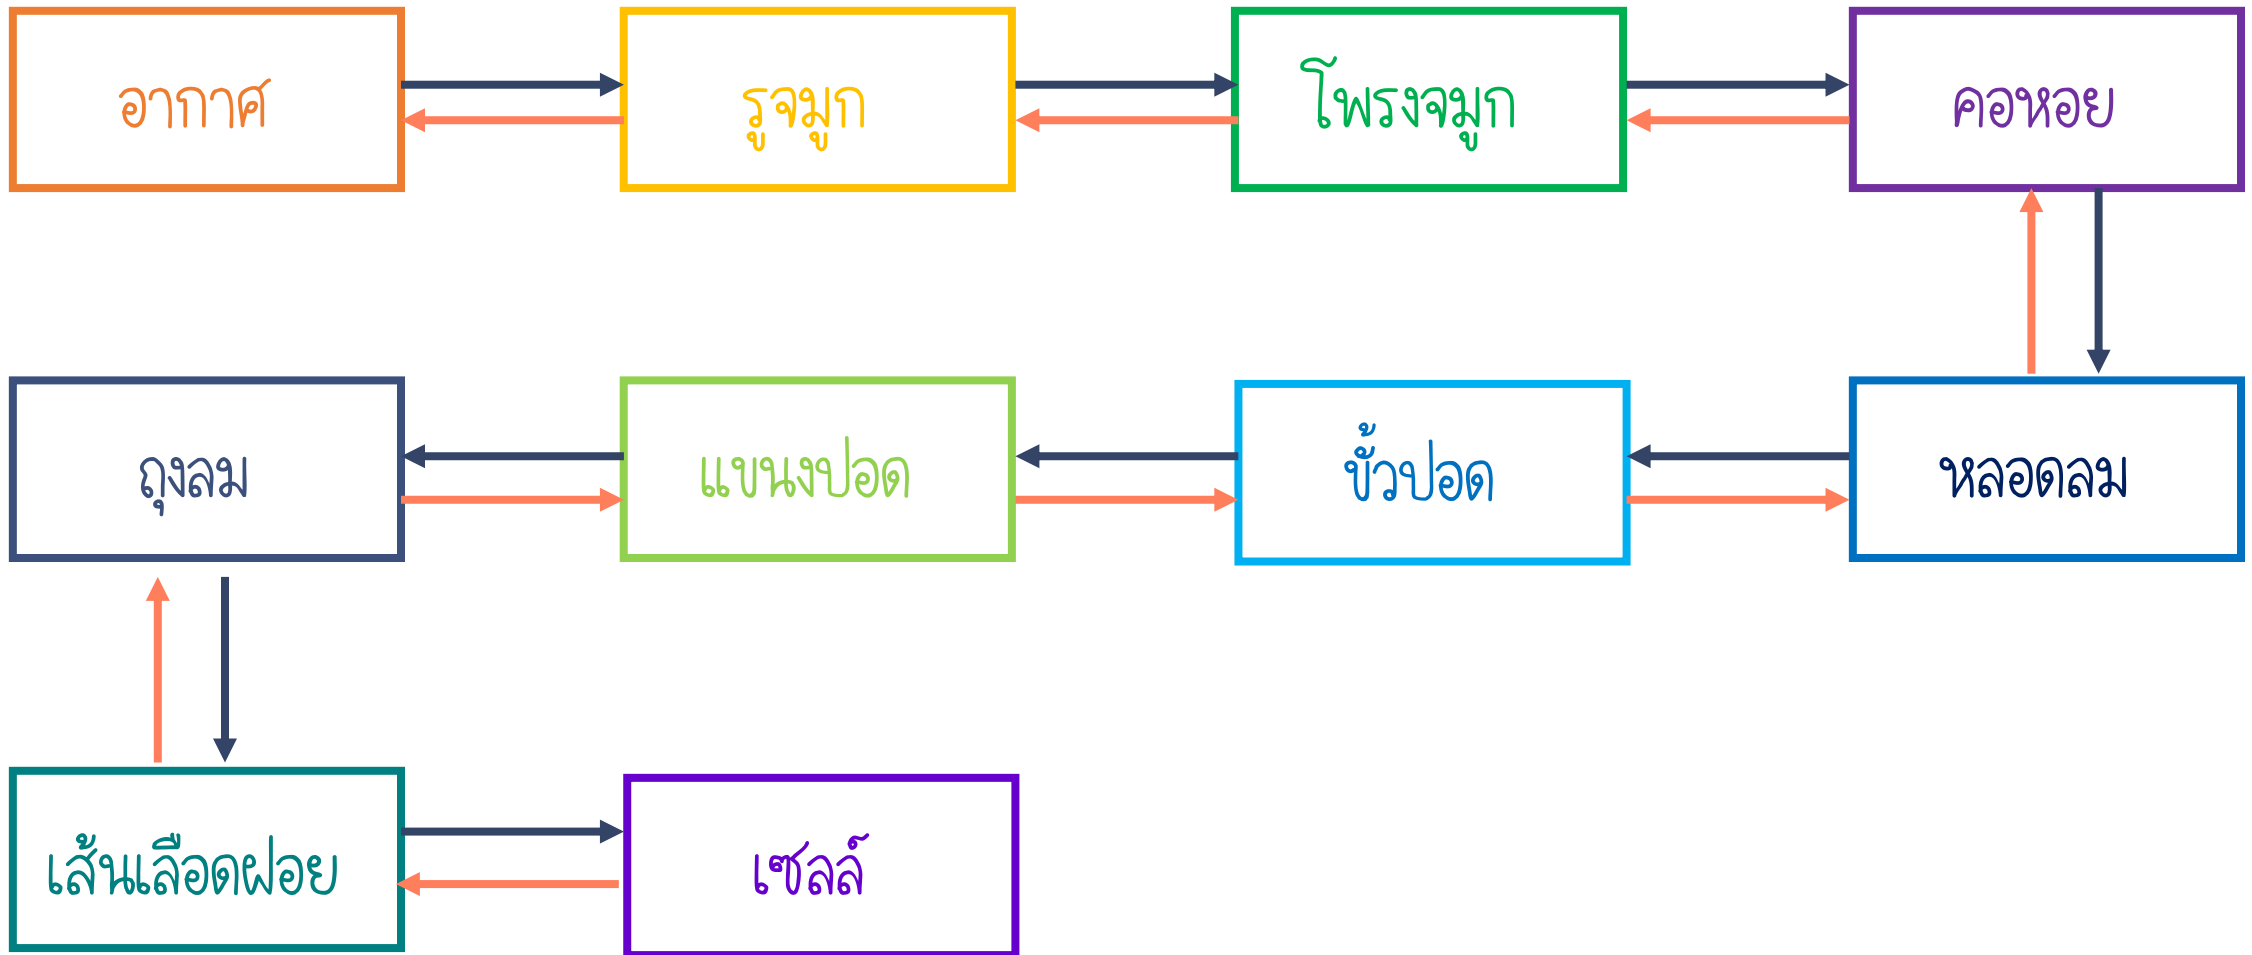 อากาศ
รูจมูก
โพรงจมูก
คอหอย
ถุงลม
แขนงปอด
ขั้วปอด
หลอดลม
เส้นเลือดฝอย
เซลล์